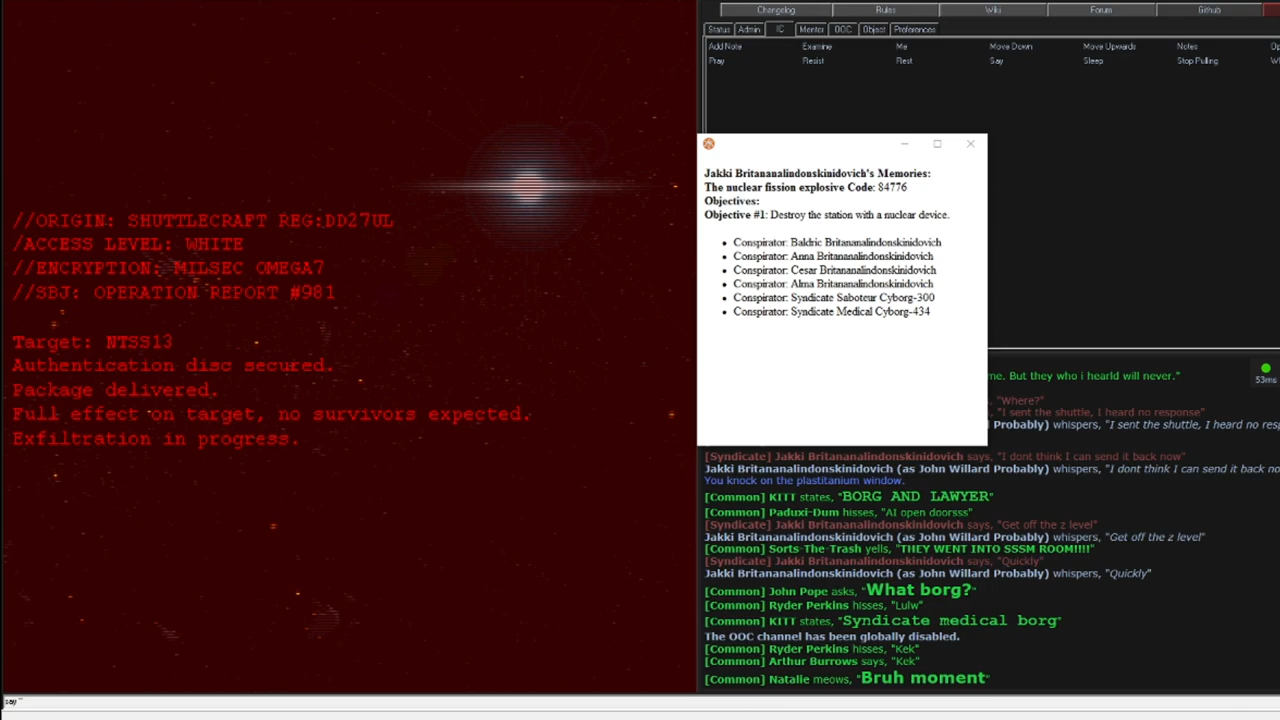 Changelog Rules Wiki Forum Github
Status Admin IC Mentor OOC Object Preferences
Add Note Examine Me Move Down Move Upwards Notes
Pray Resist Rest Say Sleep Stop Pulling
//ORIGIN: SHUTTLECRAFT REG:DD27UL
/ACCESS LEVEL: WHITE
//ENCRYPTION: MILSEC OMEGA7
//SBJ: OPERATION REPORT #981
Target: NTSS13
Authentication disc secured.
Package delivered.
Full effect on target, no survivors expected.
Exfiltration in progress.
Jakki Britananalindonskinidovich's Memories:
The nuclear fission explosive Code: 84776
Objectives:
Objective #1: Destroy the station with a nuclear device.
• Conspirator: Baldric Britananalindonskinidovich
• Conspirator: Anna Britananalindonskinidovich
• Conspirator: Cesar Britananalindonskinidovich
• Conspirator: Alma Britananalindonskinidovich
• Conspirator: Syndicate Saboteur Cyborg-300
• Conspirator: Syndicate Medical Cyborg-434
me. But they who i hearld will never."
53ms
, "Where?"
, "I sent the shuttle, I heard no response"
Probably) whispers, "I sent the shuttle, I heard no resp
[Syndicate] Jakki Britananalindonskinidovich says, "I dont think I can send it back now"
Jakki Britananalindonskinidovich (as John Willard Probably) whispers, "I dont think I can send it back no
You knock on the plastitanium window.
[Common] KITT states, "BORG AND LAWYER"
[Common] Paduxi-Dum hisses, "AI open doorsss"
[Syndicate] Jakki Britananalindonskinidovich says, "Get off the z level"
Jakki Britananalindonskinidovich (as John Willard Probably) whispers, "Get off the z level"
[Common] Sorts-The-Trash yells, "THEY WENT INTO SSSM ROOM!!!!"
[Syndicate] Jakki Britananalindonskinidovich says, "Quickly"
Jakki Britananalindonskinidovich (as John Willard Probably) whispers, "Quickly"
[Common] John Pope asks, "What borg?"
[Common] Ryder Perkins hisses, "Lulw"
[Common] KITT states, "Syndicate medical borg"
The OOC channel has been globally disabled.
[Common] Ryder Perkins hisses, "Kek"
[Common] Arthur Burrows says, "Kek"
[Common] Natalie meows, "Bruh moment"
say "